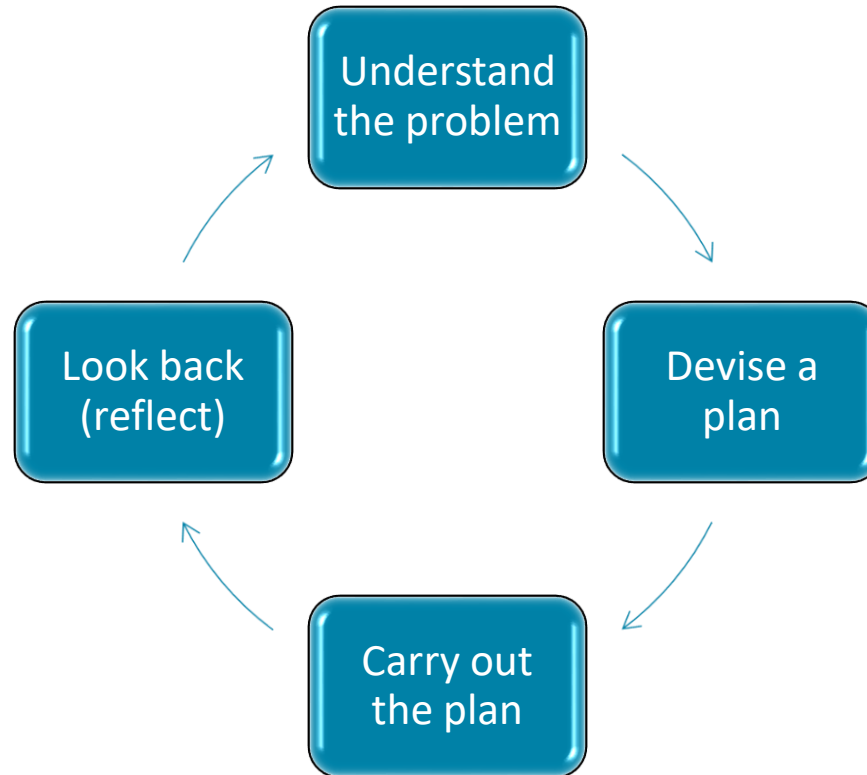 Understand
the problem
Devise a
plan
Carry out
the plan
Look back
(reflect)